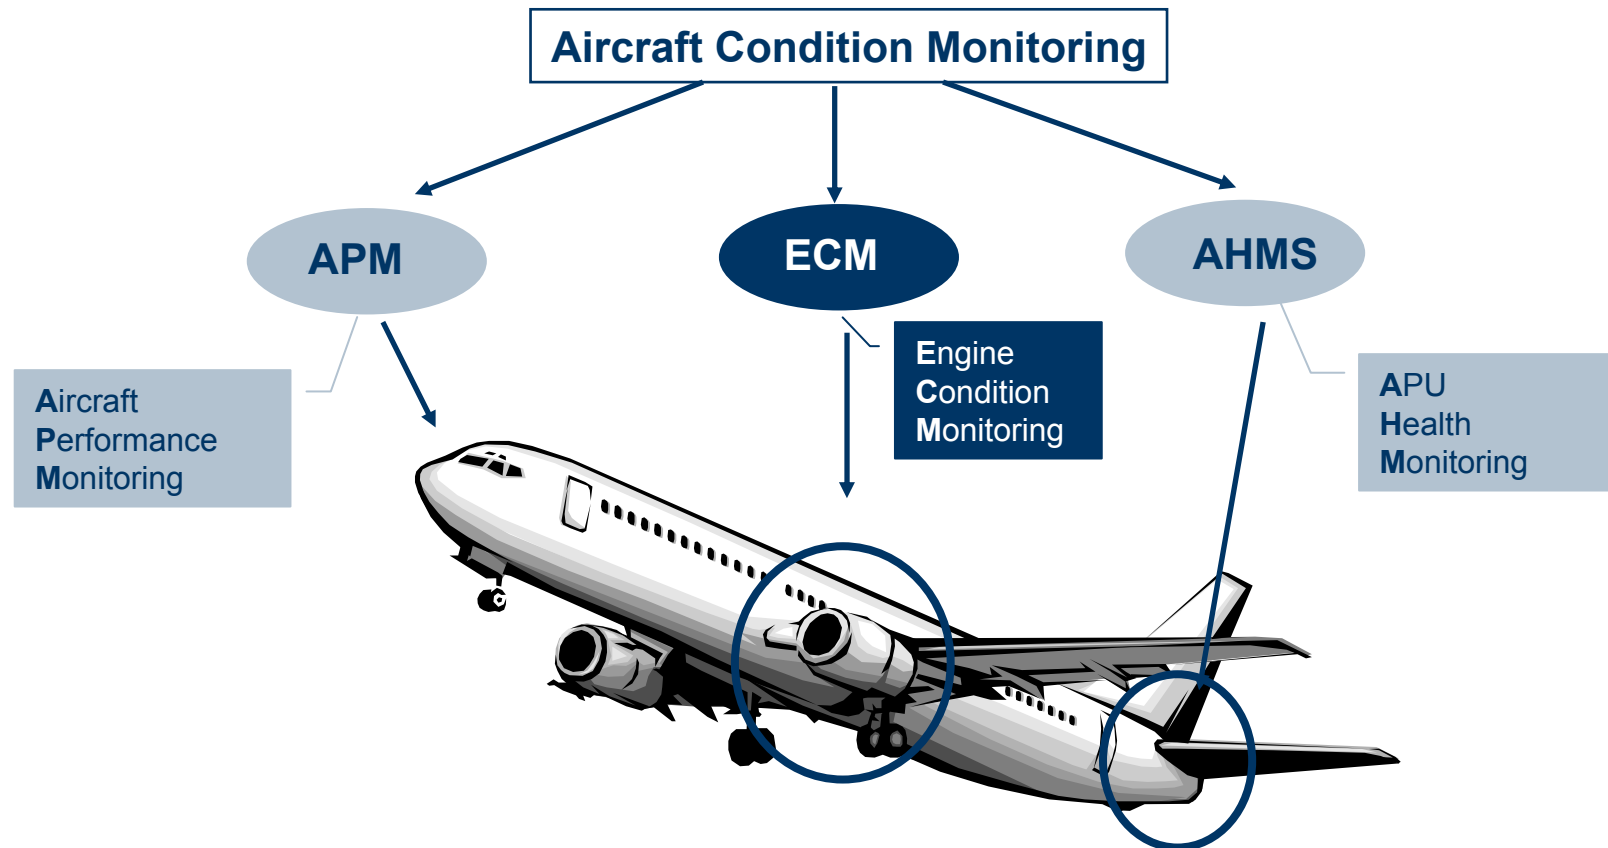 Aircraft Condition Monitoring
APM
ECM
AHMS
Aircraft
Performance
Monitoring
Engine
Condition
Monitoring
APU
Health
Monitoring